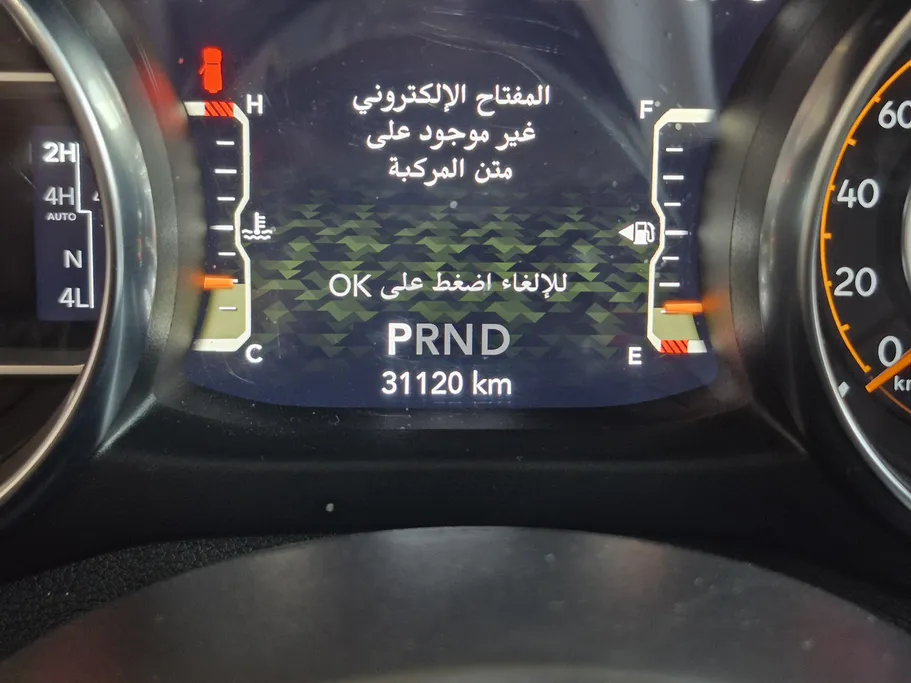 H
F
المفتاح الإلكتروني
غير موجود على
متن المركبة
2H
4H
AUTO
N
4L
للإلغاء اضغط على OK
C
E
PRND
31120 km
60
40
20
0